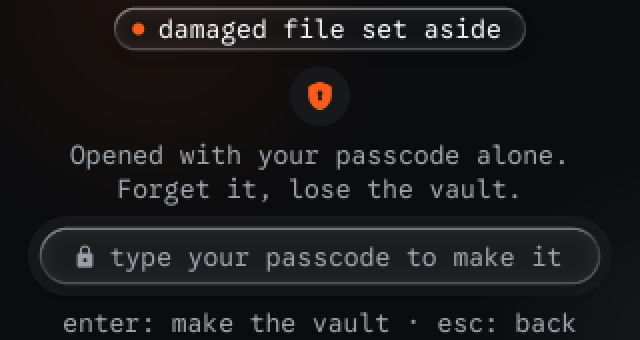 damaged file set aside
Opened with your passcode alone.
Forget it, lose the vault.
type your passcode to make it
enter: make the vault · esc: back